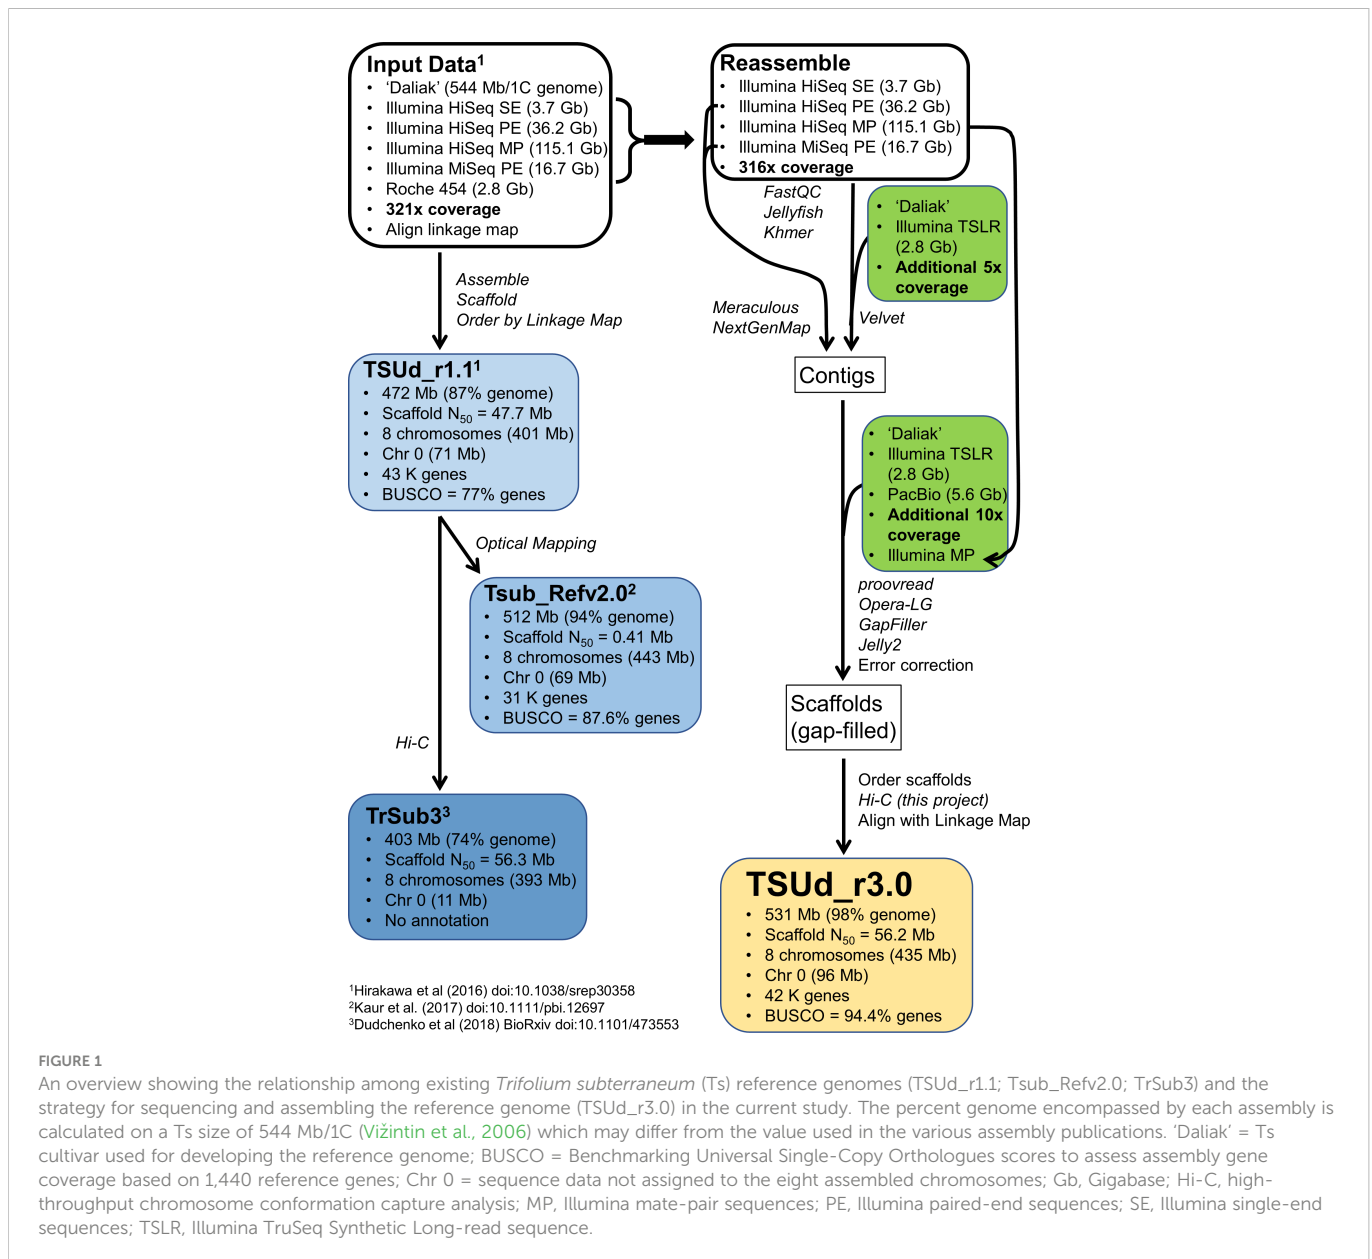 Input Data1
• 'Daliak' (544 Mb/1C genome)
• Illumina HiSeq SE (3.7 Gb)
• Illumina HiSeq PE (36.2 Gb)
• Illumina HiSeq MP (115.1 Gb)
• Illumina MiSeq PE (16.7 Gb)
• Roche 454 (2.8 Gb)
• 321x coverage
• Align linkage map
Reassemble
• Illumina HiSeq SE (3.7 Gb)
• Illumina HiSeq PE (36.2 Gb)
• Illumina HiSeq MP (115.1 Gb)
• Illumina MiSeq PE (16.7 Gb)
• 316x coverage
FastQC
Jellyfish
Khmer
• 'Daliak'
• Illumina TSLR
(2.8 Gb)
• Additional 5x
coverage
Assemble
Scaffold
Order by Linkage Map
Meraculous
NextGenMap
Velvet
Contigs
TSUd_r1.11
• 472 Mb (87% genome)
• Scaffold N50 = 47.7 Mb
• 8 chromosomes (401 Mb)
• Chr 0 (71 Mb)
• 43 K genes
• BUSCO = 77% genes
• 'Daliak'
• Illumina TSLR
(2.8 Gb)
• PacBio (5.6 Gb)
• Additional 10x
coverage
• Illumina MP
Optical Mapping
Tsub_Refv2.02
• 512 Mb (94% genome)
• Scaffold N50 = 0.41 Mb
• 8 chromosomes (443 Mb)
• Chr 0 (69 Mb)
• 31 K genes
• BUSCO = 87.6% genes
proovread
Opera-LG
GapFiller
Jelly2
Error correction
Scaffolds
(gap-filled)
Hi-C
Order scaffolds
Hi-C (this project)
Align with Linkage Map
TrSub33
• 403 Mb (74% genome)
• Scaffold N50 = 56.3 Mb
• 8 chromosomes (393 Mb)
• Chr 0 (11 Mb)
• No annotation
TSUd_r3.0
• 531 Mb (98% genome)
• Scaffold N50 = 56.2 Mb
• 8 chromosomes (435 Mb)
• Chr 0 (96 Mb)
• 42 K genes
• BUSCO = 94.4% genes
1Hirakawa et al (2016) doi:10.1038/srep30358
2Kaur et al. (2017) doi:10.1111/pbi.12697
3Dudchenko et al (2018) BioRxiv doi:10.1101/473553
FIGURE 1
An overview showing the relationship among existing Trifolium subterraneum (Ts) reference genomes (TSUd_r1.1; Tsub_Refv2.0; TrSub3) and the
strategy for sequencing and assembling the reference genome (TSUd_r3.0) in the current study. The percent genome encompassed by each assembly is
calculated on a Ts size of 544 Mb/1C (Vižintin et al., 2006) which may differ from the value used in the various assembly publications. 'Daliak' = Ts
cultivar used for developing the reference genome; BUSCO = Benchmarking Universal Single-Copy Orthologues scores to assess assembly gene
coverage based on 1,440 reference genes; Chr 0 = sequence data not assigned to the eight assembled chromosomes; Gb, Gigabase; Hi-C, high-
throughput chromosome conformation capture analysis; MP, Illumina mate-pair sequences; PE, Illumina paired-end sequences; SE, Illumina single-end
sequences; TSLR, Illumina TruSeq Synthetic Long-read sequence.